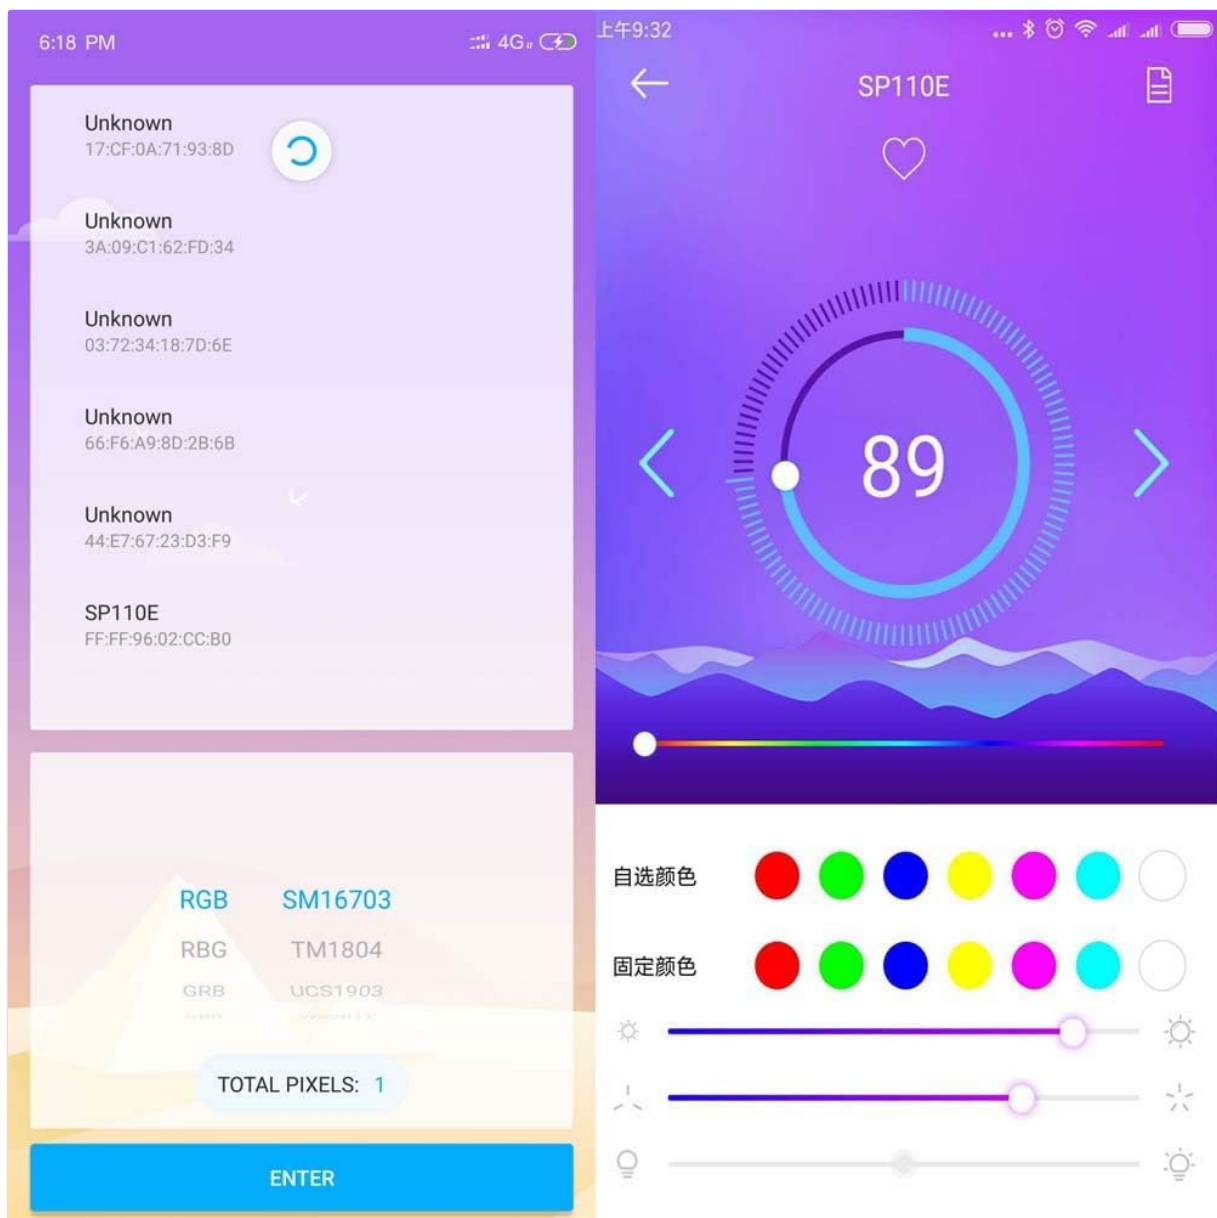 6:18 PM
4G
Unknown
17:CF:0A:71:93:8D
Unknown
3A:09:C1:62:FD:34
Unknown
03:72:34:18:7D:6E
Unknown
66:F6:A9:8D:2B:6B
Unknown
44:E7:67:23:D3:F9
SP110E
FF:FF:96:02:CC:B0
RGB SM16703
RBG TM1804
GRB UCS1903
TOTAL PIXELS: 1
ENTER
上午9:32
SP110E
89
自选颜色
固定颜色